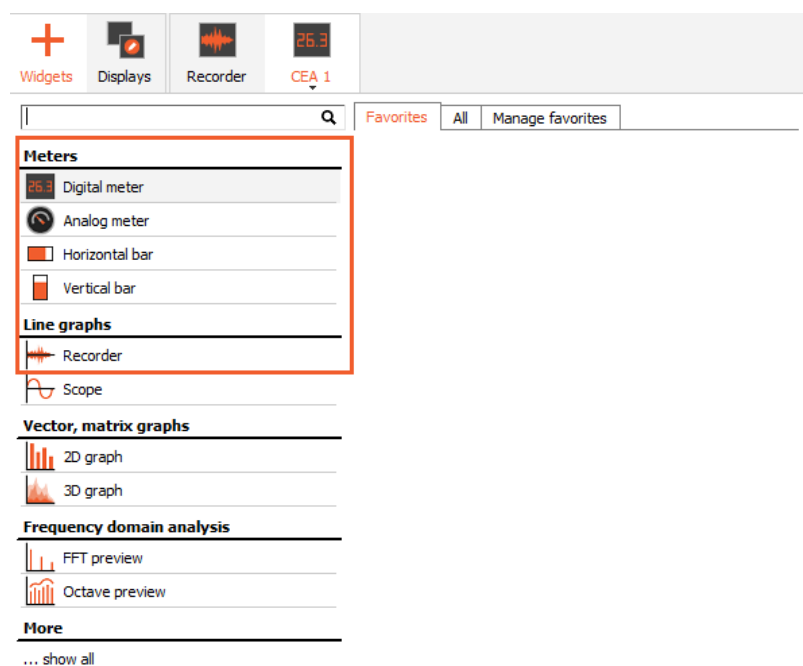 26.3
Widgets Displays Recorder CEA 1
Favorites All Manage favorites
Meters
26.3 Digital meter
Analog meter
Horizontal bar
Vertical bar
Line graphs
Recorder
Scope
Vector, matrix graphs
2D graph
3D graph
Frequency domain analysis
FFT preview
Octave preview
More
... show all